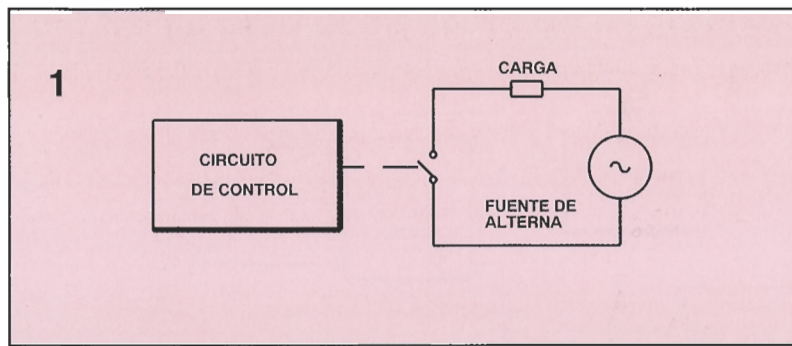 1
CARGA
CIRCUITO
DE CONTROL
FUENTE DE
ALTERNA